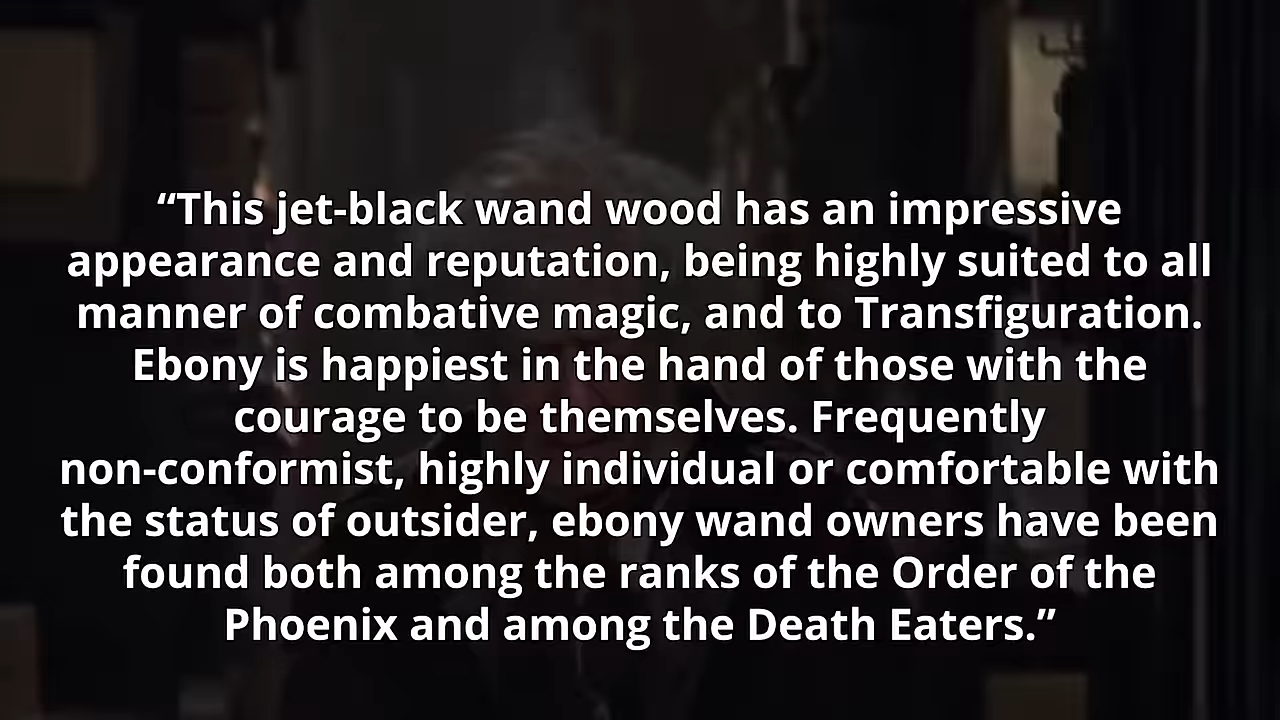 “This jet-black wand wood has an impressive
appearance and reputation, being highly suited to all
manner of combative magic, and to Transfiguration.
Ebony is happiest in the hand of those with the
courage to be themselves. Frequently
non-conformist, highly individual or comfortable with
the status of outsider, ebony wand owners have been
found both among the ranks of the Order of the
Phoenix and among the Death Eaters.”